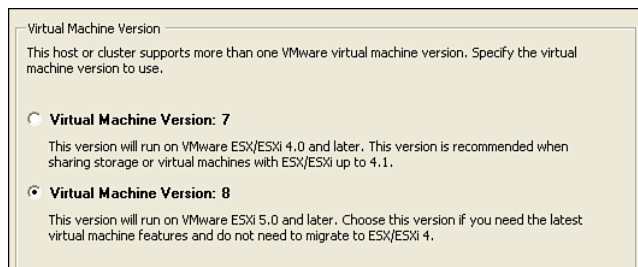 Virtual Machine Version
This host or cluster supports more than one VMware virtual machine version. Specify the virtual
machine version to use.
Virtual Machine Version: 7
This version will run on VMware ESX/ESXi 4.0 and later. This version is recommended when
sharing storage or virtual machines with ESX/ESXi up to 4.1.
Virtual Machine Version: 8
This version will run on VMware ESXi 5.0 and later. Choose this version if you need the latest
virtual machine features and do not need to migrate to ESX/ESXi 4.